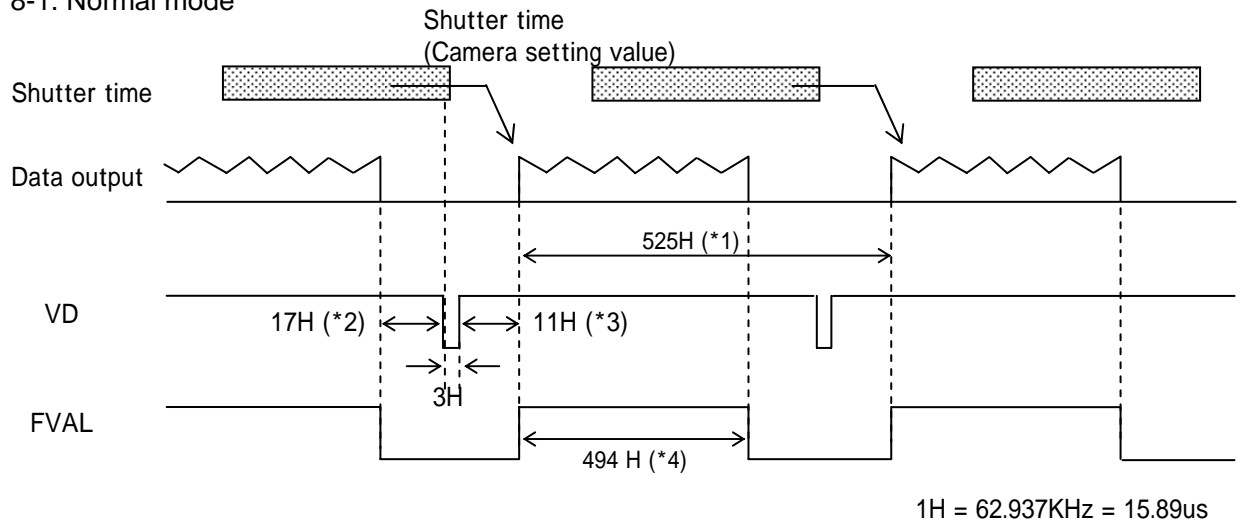 8-1. Normal mode
Shutter time
(Camera setting value)
Shutter time
Data output
525H (*1)
VD
17H (*2)
11H (*3)
3H
FVAL
494 H (*4)
1H = 62.937KHz = 15.89us